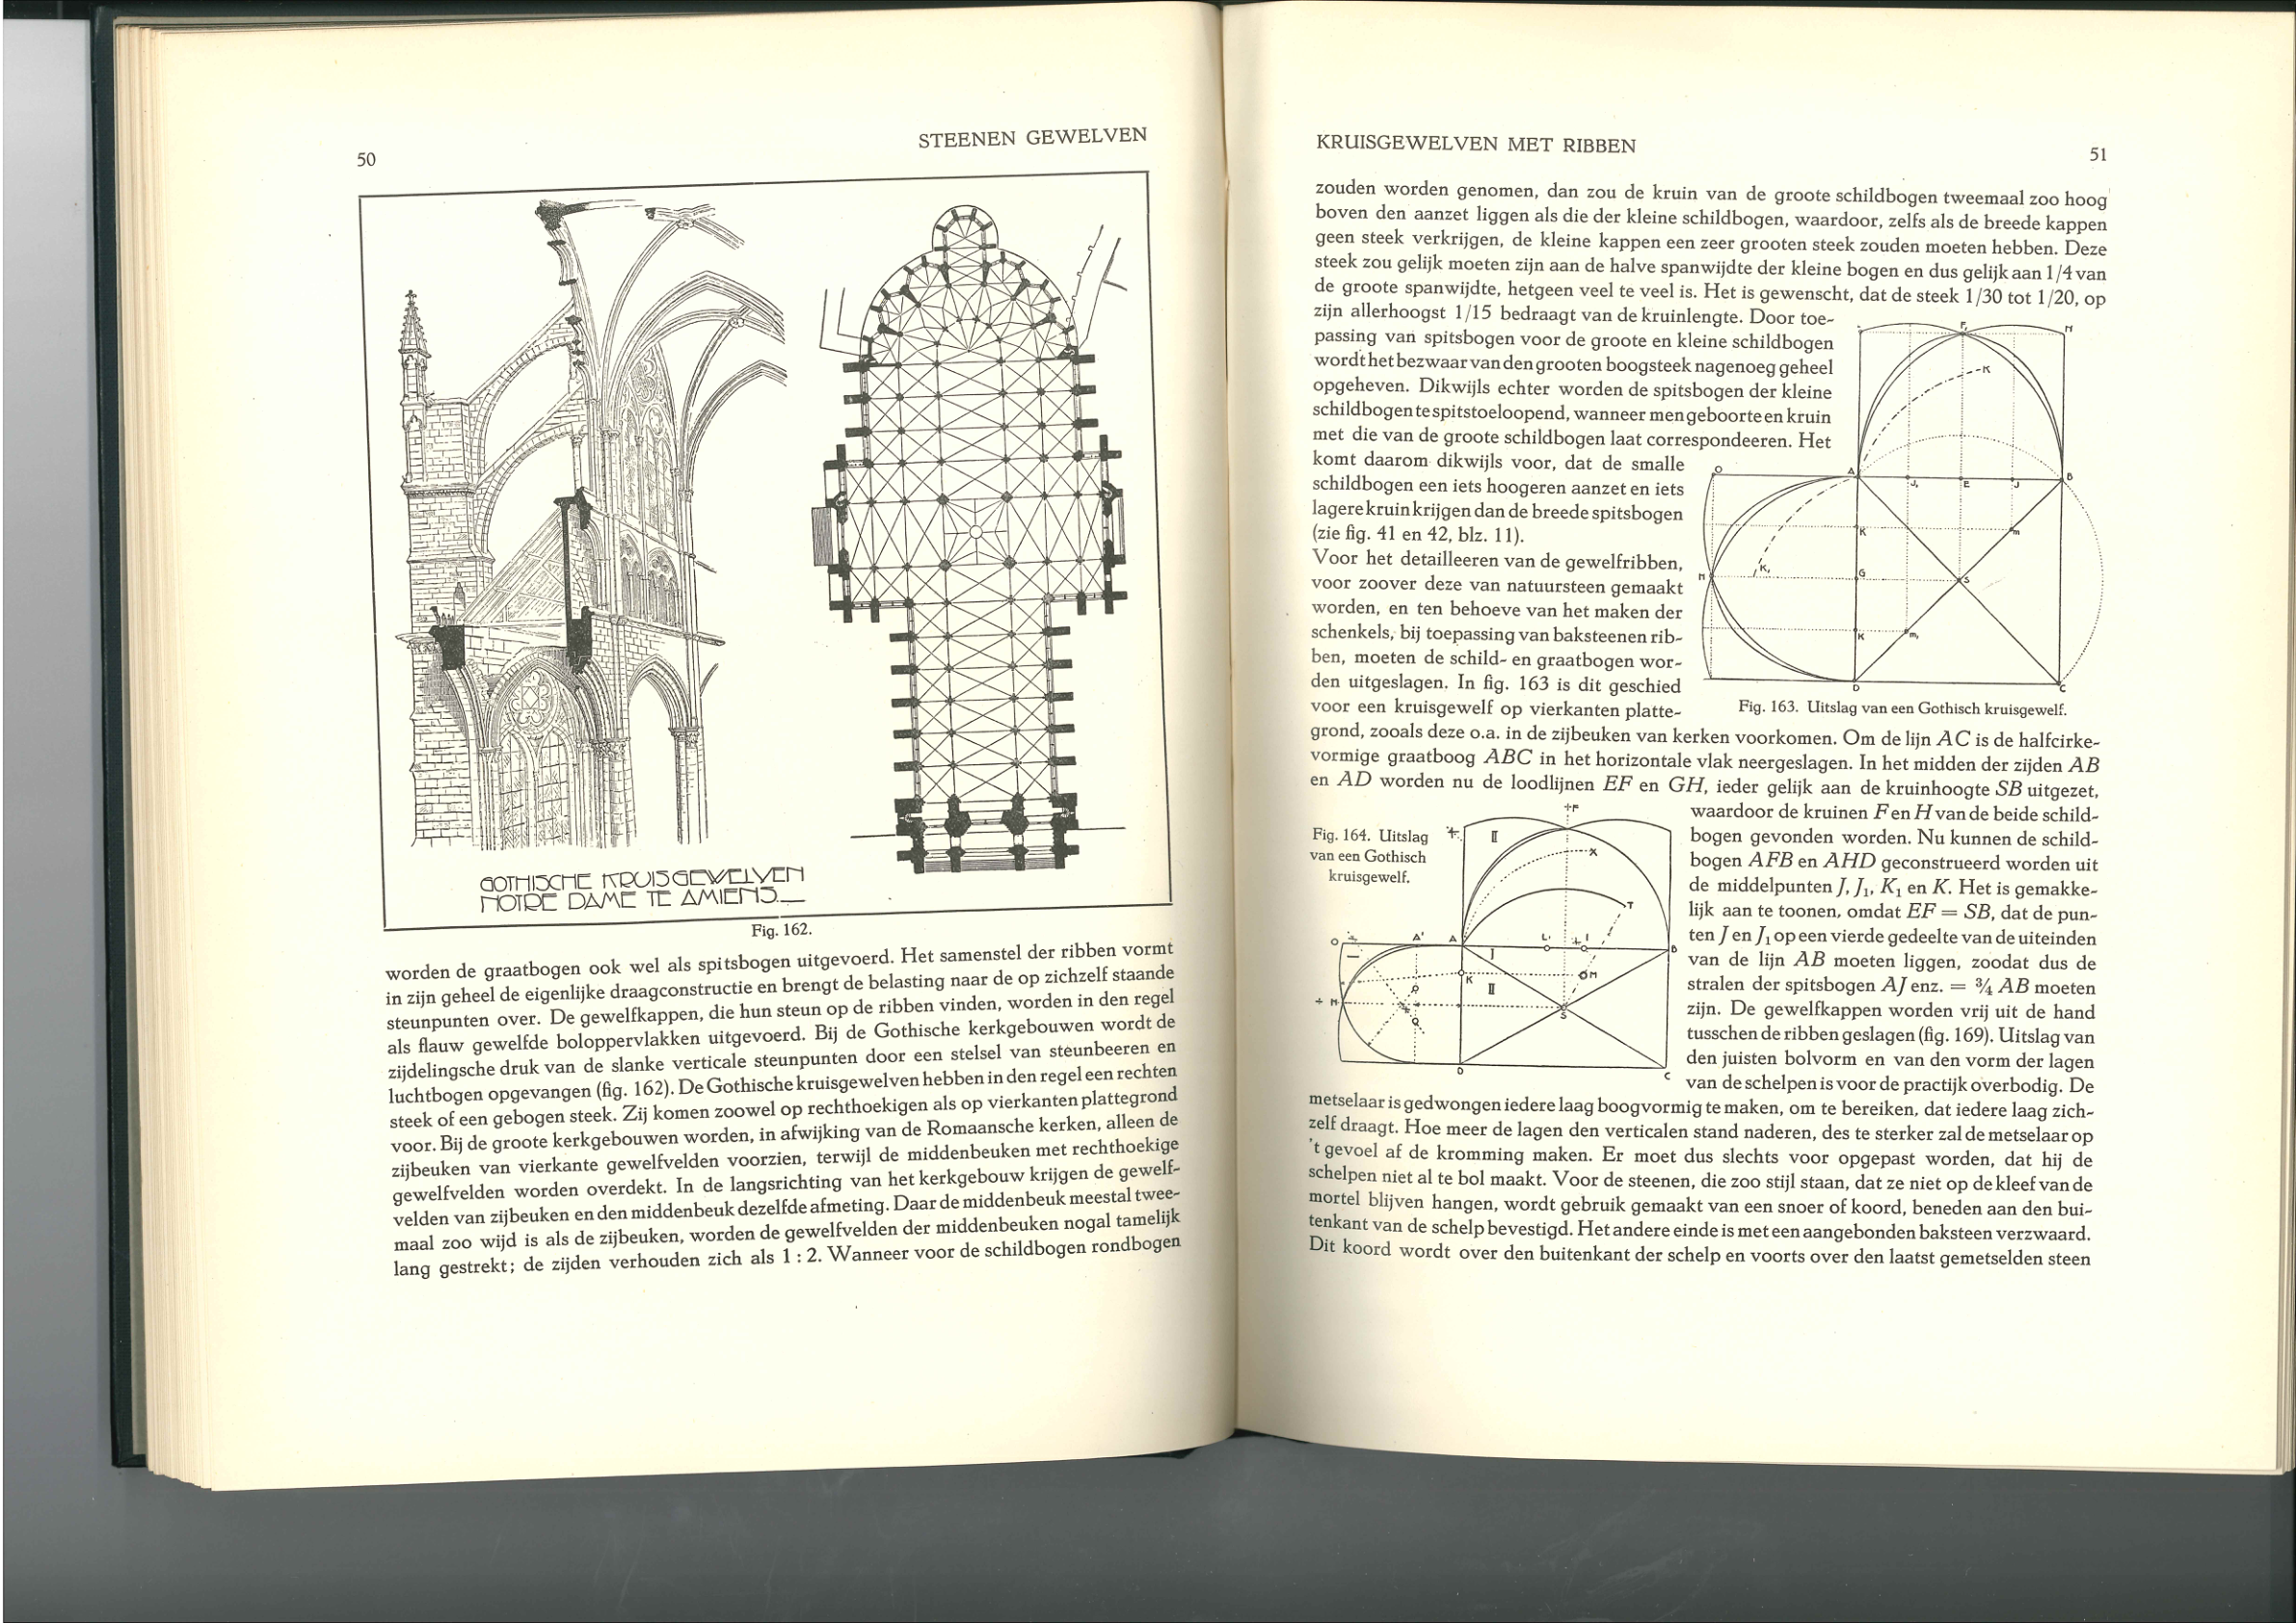 50
STEENEN GEWELVEN
GOTHISCHE KRUISGEWELVEN
NOTRE DAME TE AMIENS.
Fig. 162.
worden de graatbogen ook wel als spitsbogen uitgevoerd. Het samenstel der ribben vormt
in zijn geheel de eigenlijke draagconstructie en brengt de belasting naar de op zichzelf staande
steunpunten over. De gewelfkappen, die hun steun op de ribben vinden, worden in den regel
als flauw gewelfde boloppervlakken uitgevoerd. Bij de Gothische kerkgebouwen wordt de
zijdelingsche druk van de slanke verticale steunpunten door een stelsel van steunbeeren en
luchtbogen opgevangen (fig. 162). De Gothische kruisgewelven hebben in den regel een rechten
steek of een gebogen steek. Zij komen zoowel op rechthoekigen als op vierkanten plattegrond
voor. Bij de groote kerkgebouwen worden, in afwijking van de Romaansche kerken, alleen de
zijbeuken van vierkante gewelfvelden voorzien, terwijl de middenbeuken met rechthoekige
gewelfvelden worden overdekt. In de langsrichting van het kerkgebouw krijgen de gewelf-
velden van zijbeuken en den middenbeuk dezelfde afmeting. Daar de middenbeuk meestal twee-
maal zoo wijd is als de zijbeuken, worden de gewelfvelden der middenbeuken nogal tamelijk
lang gestrekt; de zijden verhouden zich als 1 : 2. Wanneer voor de schildbogen rondbogen
KRUISGEWELVEN MET RIBBEN
51
zouden worden genomen, dan zou de kruin van de groote schildbogen tweemaal zoo hoog
boven den aanzet liggen als die der kleine schildbogen, waardoor, zelfs als de breede kappen
geen steek verkrijgen, de kleine kappen een zeer grooten steek zouden moeten hebben. Deze
steek zou gelijk moeten zijn aan de halve spanwijdte der kleine bogen en dus gelijk aan 1/4 van
de groote spanwijdte, hetgeen veel te veel is. Het is gewenscht, dat de steek 1/30 tot 1/20, op
zijn allerhoogst 1/15 bedraagt van de kruinlengte. Door toe-
passing van spitsbogen voor de groote en kleine schildbogen
wordt het bezwaar van den grooten boogsteek nagenoeg geheel
opgeheven. Dikwijls echter worden de spitsbogen der kleine
schildbogen te spits toeloopend, wanneer men geboorte en kruin
met die van de groote schildbogen laat correspondeeren. Het
komt daarom dikwijls voor, dat de smalle
schildbogen een iets hoogeren aanzet en iets
lagere kruin krijgen dan de breede spitsbogen
(zie fig. 41 en 42, blz. 11).
Voor het detailleeren van de gewelfribben,
voor zoover deze van natuursteen gemaakt
worden, en ten behoeve van het maken der
schenkels, bij toepassing van baksteenen rib-
ben, moeten de schild- en graatbogen wor-
den uitgeslagen. In fig. 163 is dit geschied
voor een kruisgewelf op vierkanten platte-
F,
H
K
O
A
J,
E
J
B
K
m
H
K,
G
S
K
m,
D
C
Fig. 163. Uitslag van een Gothisch kruisgewelf.
grond, zooals deze o.a. in de zijbeuken van kerken voorkomen. Om de lijn AC is de halfcirke-
vormige graatboog ABC in het horizontale vlak neergeslagen. In het midden der zijden AB
en AD worden nu de loodlijnen EF en GH, ieder gelijk aan de kruinhoogte SB uitgezet,
waardoor de kruinen F en H van de beide schild-
bogen gevonden worden. Nu kunnen de schild-
bogen AFB en AHD geconstrueerd worden uit
de middelpunten J, J₁, K₁ en K. Het is gemakke-
lijk aan te toonen, omdat EF = SB, dat de pun-
ten J en J₁ op een vierde gedeelte van de uiteinden
van de lijn AB moeten liggen, zoodat dus de
stralen der spitsbogen AJ enz. = ¾ AB moeten
zijn. De gewelfkappen worden vrij uit de hand
tusschen de ribben geslagen (fig. 169). Uitslag van
den juisten bolvorm en van den vorm der lagen
van de schelpen is voor de practijk overbodig. De
Fig. 164. Uitslag
van een Gothisch
kruisgewelf.
F
II
X
T
O
A'
A
L'
I
B
J
K
M
II
H
S
D
C
metselaar is gedwongen iedere laag boogvormig te maken, om te bereiken, dat iedere laag zich-
zelf draagt. Hoe meer de lagen den verticalen stand naderen, des te sterker zal de metselaar op
't gevoel af de kromming maken. Er moet dus slechts voor opgepast worden, dat hij de
schelpen niet al te bol maakt. Voor de steenen, die zoo stijl staan, dat ze niet op de kleef van de
mortel blijven hangen, wordt gebruik gemaakt van een snoer of koord, beneden aan den bui-
tenkant van de schelp bevestigd. Het andere einde is met een aangebonden baksteen verzwaard.
Dit koord wordt over den buitenkant der schelp en voorts over den laatst gemetselden steen